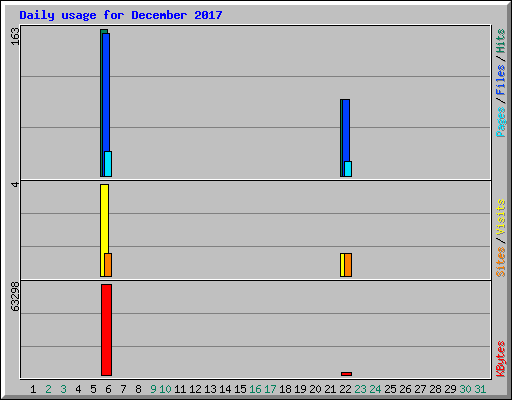 Daily usage for December 2017
163
Pages / Files / Hits
4
Sites / Visits
63298
KBytes
1 2 3 4 5 6 7 8 9 10 11 12 13 14 15 16 17 18 19 20 21 22 23 24 25 26 27 28 29 30 31